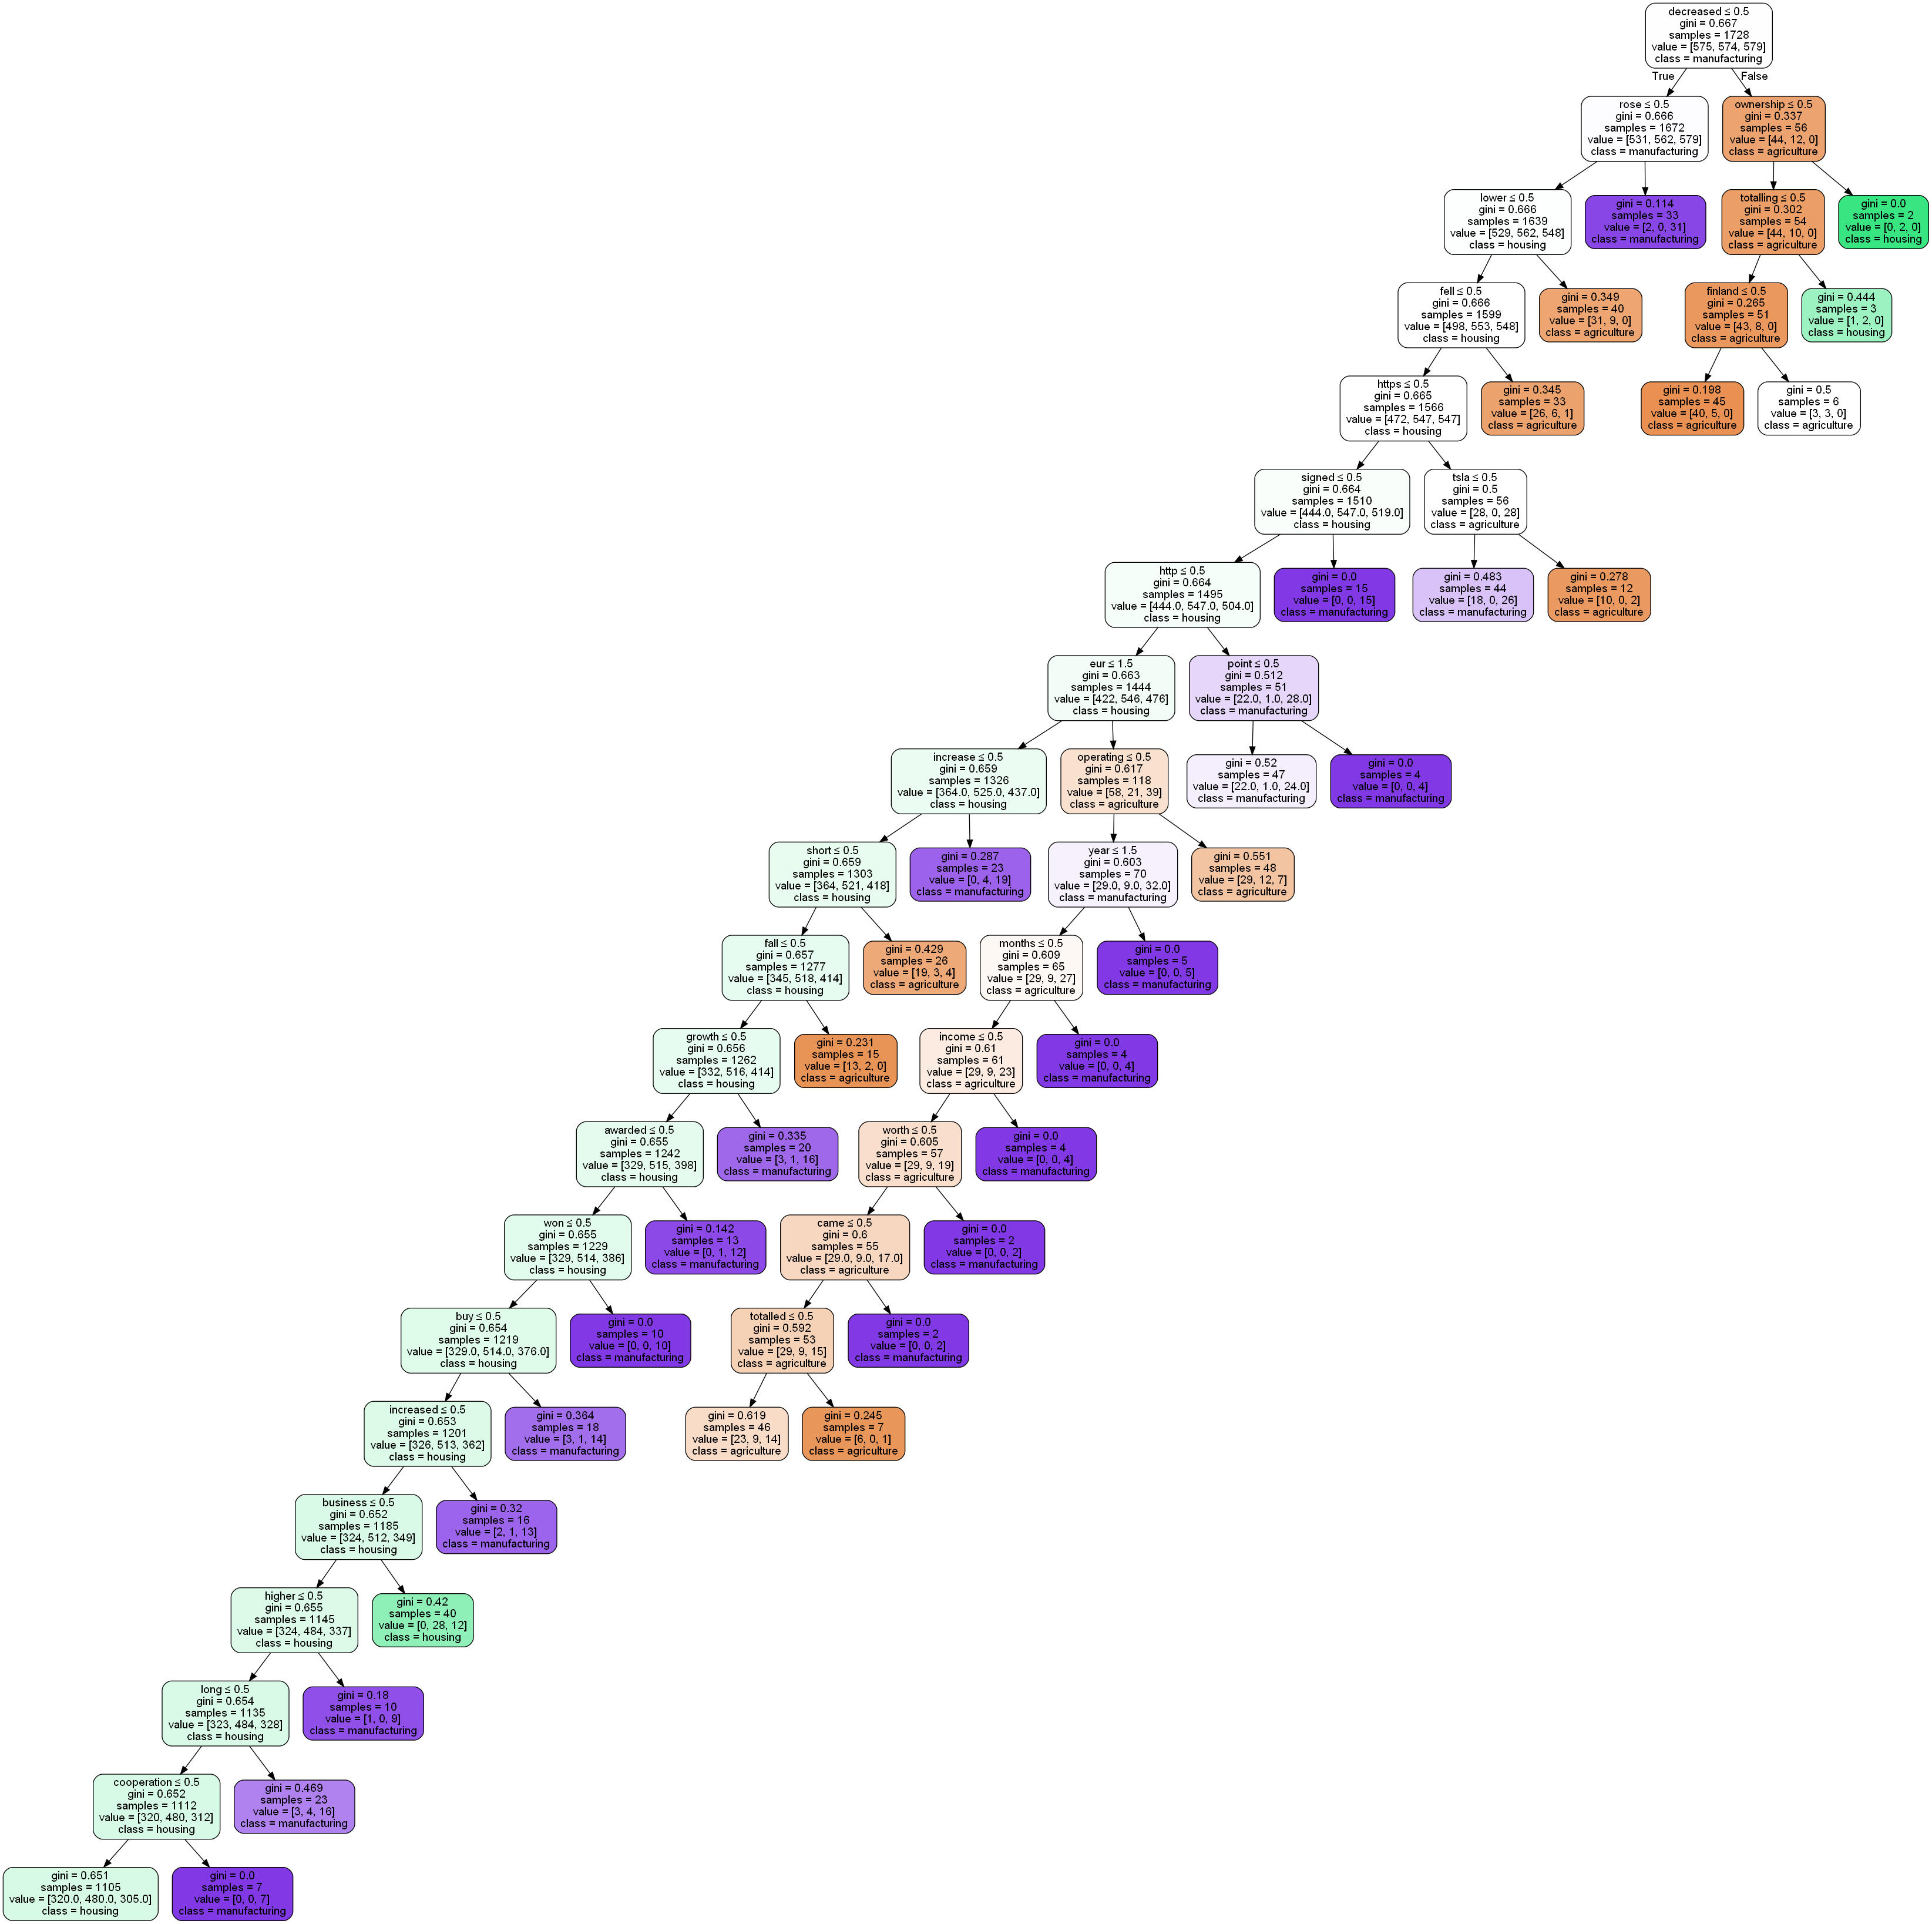 decreased ≤ 0.5
gini = 0.667
samples = 1728
value = [575, 574, 579]
class = manufacturing
True
False
rose ≤ 0.5
gini = 0.666
samples = 1672
value = [531, 562, 579]
class = manufacturing
ownership ≤ 0.5
gini = 0.337
samples = 56
value = [44, 12, 0]
class = agriculture
lower ≤ 0.5
gini = 0.666
samples = 1639
value = [529, 562, 548]
class = housing
gini = 0.114
samples = 33
value = [2, 0, 31]
class = manufacturing
totalling ≤ 0.5
gini = 0.302
samples = 54
value = [44, 10, 0]
class = agriculture
gini = 0.0
samples = 2
value = [0, 2, 0]
class = housing
fell ≤ 0.5
gini = 0.666
samples = 1599
value = [498, 553, 548]
class = housing
gini = 0.349
samples = 40
value = [31, 9, 0]
class = agriculture
finland ≤ 0.5
gini = 0.265
samples = 51
value = [43, 8, 0]
class = agriculture
gini = 0.444
samples = 3
value = [1, 2, 0]
class = housing
https ≤ 0.5
gini = 0.665
samples = 1566
value = [472, 547, 547]
class = housing
gini = 0.345
samples = 33
value = [26, 6, 1]
class = agriculture
gini = 0.198
samples = 45
value = [40, 5, 0]
class = agriculture
gini = 0.5
samples = 6
value = [3, 3, 0]
class = agriculture
signed ≤ 0.5
gini = 0.664
samples = 1510
value = [444.0, 547.0, 519.0]
class = housing
tsla ≤ 0.5
gini = 0.5
samples = 56
value = [28, 0, 28]
class = agriculture
http ≤ 0.5
gini = 0.664
samples = 1495
value = [444.0, 547.0, 504.0]
class = housing
gini = 0.0
samples = 15
value = [0, 0, 15]
class = manufacturing
gini = 0.483
samples = 44
value = [18, 0, 26]
class = manufacturing
gini = 0.278
samples = 12
value = [10, 0, 2]
class = agriculture
eur ≤ 1.5
gini = 0.663
samples = 1444
value = [422, 546, 476]
class = housing
point ≤ 0.5
gini = 0.512
samples = 51
value = [22.0, 1.0, 28.0]
class = manufacturing
increase ≤ 0.5
gini = 0.659
samples = 1326
value = [364.0, 525.0, 437.0]
class = housing
operating ≤ 0.5
gini = 0.617
samples = 118
value = [58, 21, 39]
class = agriculture
gini = 0.52
samples = 47
value = [22.0, 1.0, 24.0]
class = manufacturing
gini = 0.0
samples = 4
value = [0, 0, 4]
class = manufacturing
short ≤ 0.5
gini = 0.659
samples = 1303
value = [364, 521, 418]
class = housing
gini = 0.287
samples = 23
value = [0, 4, 19]
class = manufacturing
year ≤ 1.5
gini = 0.603
samples = 70
value = [29.0, 9.0, 32.0]
class = manufacturing
gini = 0.551
samples = 48
value = [29, 12, 7]
class = agriculture
fall ≤ 0.5
gini = 0.657
samples = 1277
value = [345, 518, 414]
class = housing
gini = 0.429
samples = 26
value = [19, 3, 4]
class = agriculture
months ≤ 0.5
gini = 0.609
samples = 65
value = [29, 9, 27]
class = agriculture
gini = 0.0
samples = 5
value = [0, 0, 5]
class = manufacturing
growth ≤ 0.5
gini = 0.656
samples = 1262
value = [332, 516, 414]
class = housing
gini = 0.231
samples = 15
value = [13, 2, 0]
class = agriculture
income ≤ 0.5
gini = 0.61
samples = 61
value = [29, 9, 23]
class = agriculture
gini = 0.0
samples = 4
value = [0, 0, 4]
class = manufacturing
awarded ≤ 0.5
gini = 0.655
samples = 1242
value = [329, 515, 398]
class = housing
gini = 0.335
samples = 20
value = [3, 1, 16]
class = manufacturing
worth ≤ 0.5
gini = 0.605
samples = 57
value = [29, 9, 19]
class = agriculture
gini = 0.0
samples = 4
value = [0, 0, 4]
class = manufacturing
won ≤ 0.5
gini = 0.655
samples = 1229
value = [329, 514, 386]
class = housing
gini = 0.142
samples = 13
value = [0, 1, 12]
class = manufacturing
came ≤ 0.5
gini = 0.6
samples = 55
value = [29.0, 9.0, 17.0]
class = agriculture
gini = 0.0
samples = 2
value = [0, 0, 2]
class = manufacturing
buy ≤ 0.5
gini = 0.654
samples = 1219
value = [329.0, 514.0, 376.0]
class = housing
gini = 0.0
samples = 10
value = [0, 0, 10]
class = manufacturing
totalled ≤ 0.5
gini = 0.592
samples = 53
value = [29, 9, 15]
class = agriculture
gini = 0.0
samples = 2
value = [0, 0, 2]
class = manufacturing
increased ≤ 0.5
gini = 0.653
samples = 1201
value = [326, 513, 362]
class = housing
gini = 0.364
samples = 18
value = [3, 1, 14]
class = manufacturing
gini = 0.619
samples = 46
value = [23, 9, 14]
class = agriculture
gini = 0.245
samples = 7
value = [6, 0, 1]
class = agriculture
business ≤ 0.5
gini = 0.652
samples = 1185
value = [324, 512, 349]
class = housing
gini = 0.32
samples = 16
value = [2, 1, 13]
class = manufacturing
higher ≤ 0.5
gini = 0.655
samples = 1145
value = [324, 484, 337]
class = housing
gini = 0.42
samples = 40
value = [0, 28, 12]
class = housing
long ≤ 0.5
gini = 0.654
samples = 1135
value = [323, 484, 328]
class = housing
gini = 0.18
samples = 10
value = [1, 0, 9]
class = manufacturing
cooperation ≤ 0.5
gini = 0.652
samples = 1112
value = [320, 480, 312]
class = housing
gini = 0.469
samples = 23
value = [3, 4, 16]
class = manufacturing
gini = 0.651
samples = 1105
value = [320.0, 480.0, 305.0]
class = housing
gini = 0.0
samples = 7
value = [0, 0, 7]
class = manufacturing